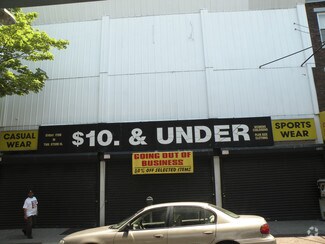 CASUAL
WEAR
$10. & UNDER
SPORTS
WEAR
GOING OUT OF
BUSINESS
OFF SELECTED ITEMS